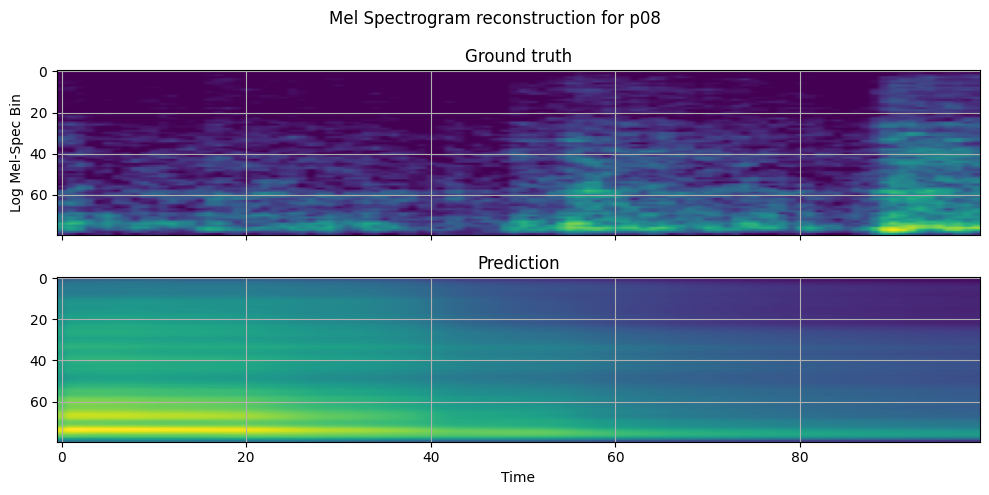 Mel Spectrogram reconstruction for p08
Ground truth
0
20
40
60
Log Mel-Spec Bin
Prediction
0
20
40
60
0 20 40 60 80
Time